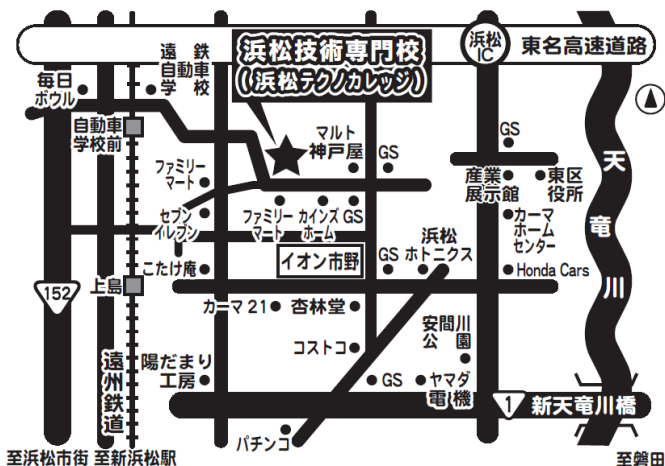 浜松技術専門校
(浜松テクノカレッジ)
浜松
IC
東名高速道路
遠鉄
自動車
学校
毎日
ボウル
自動車
学校前
マルト
神戸屋
GS
GS
産業
展示館
東区
役所
天竜川
ファミリー
マート
セブン
イレブン
ファミリー
マート
カインズ
ホーム
GS
カーマ
ホーム
センター
浜松
ホトニクス
イオン市野
GS
こたけ庵
Honda Cars
152
上島
カーマ21
杏林堂
安間川
公園
コストコ
遠州鉄道
陽だまり
工房
GS
ヤマダ
電機
1
新天竜川橋
パチンコ
至浜松市街
至新浜松駅
至磐田